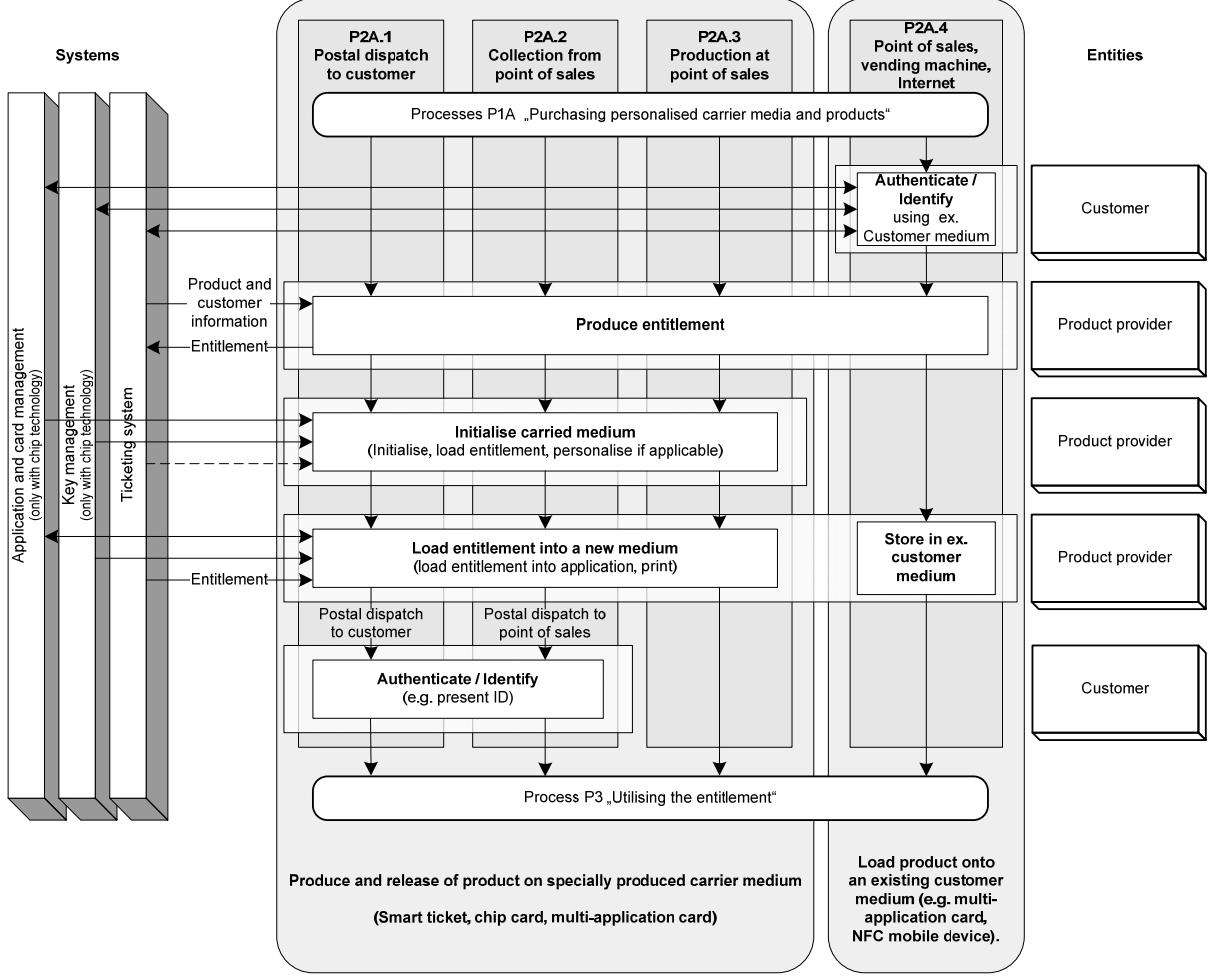 Systems
P2A.1
Postal dispatch
to customer
P2A.2
Collection from
point of sales
P2A.3
Production at
point of sales
P2A.4
Point of sales,
vending machine,
Internet
Entities
Processes P1A „Purchasing personalised carrier media and products“
Authenticate /
Identify
using ex.
Customer medium
Customer
Product and
customer
information
Entitlement
Produce entitlement
Product provider
Application and card management
(only with chip technology)
Key management
(only with chip technology)
Ticketing system
Initialise carried medium
(Initialise, load entitlement, personalise if applicable)
Product provider
Entitlement
Load entitlement into a new medium
(load entitlement into application, print)
Store in ex.
customer
medium
Product provider
Postal dispatch
to customer
Postal dispatch to
point of sales
Authenticate / Identify
(e.g. present ID)
Customer
Process P3 „Utilising the entitlement“
Produce and release of product on specially produced carrier medium
(Smart ticket, chip card, multi-application card)
Load product onto
an existing customer
medium (e.g. multi-
application card,
NFC mobile device).